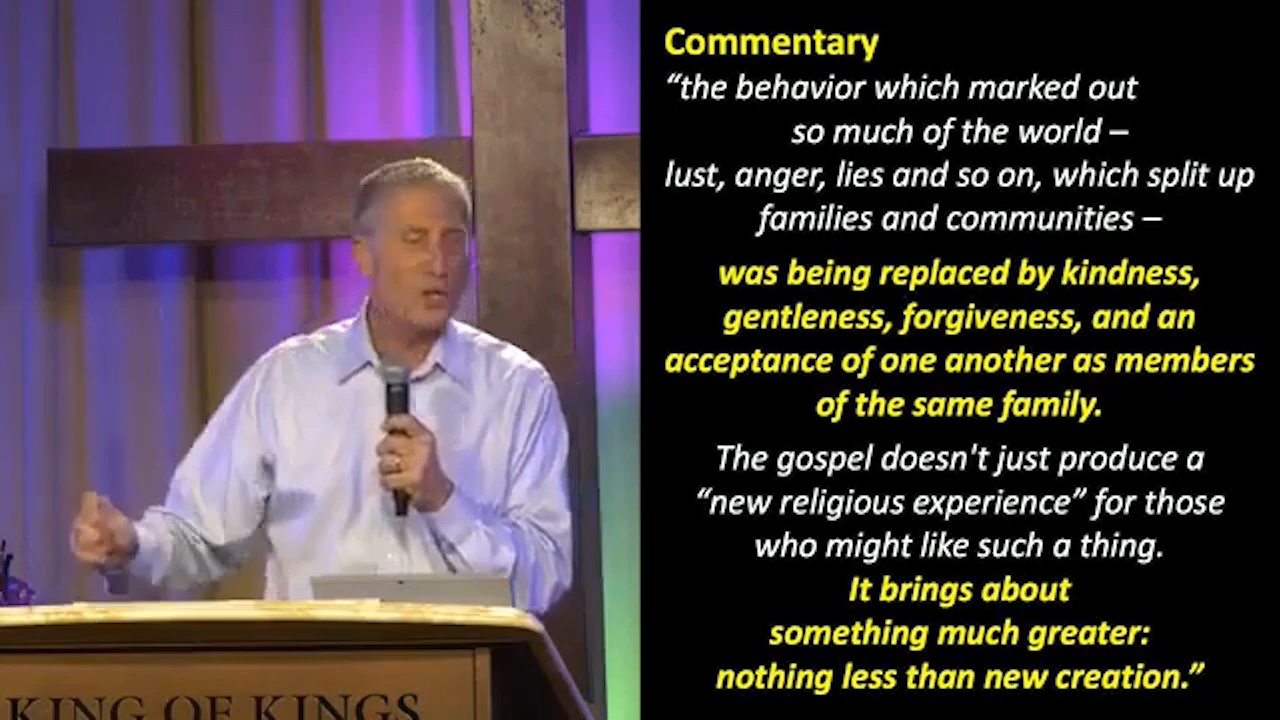 Commentary
“the behavior which marked out
so much of the world –
lust, anger, lies and so on, which split up
families and communities –
was being replaced by kindness,
gentleness, forgiveness, and an
acceptance of one another as members
of the same family.
The gospel doesn't just produce a
“new religious experience” for those
who might like such a thing.
It brings about
something much greater:
nothing less than new creation.”
KING OF KINGS